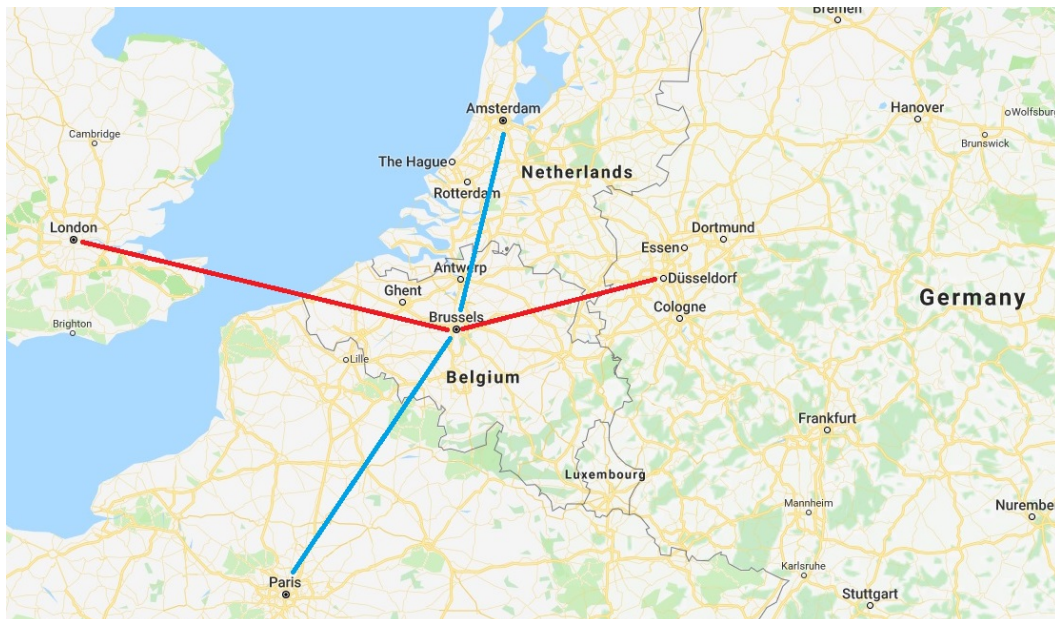 Bremen
Amsterdam
Hanover
Wolfsburg
Cambridge
Brunswick
The Hague
Netherlands
Rotterdam
London
Dortmund
Essen
Antwerp
Düsseldorf
Ghent
Germany
Cologne
Brussels
Brighton
Lille
Belgium
Frankfurt
Luxembourg
Mannheim
Nurembe
Karlsruhe
Paris
Stuttgart